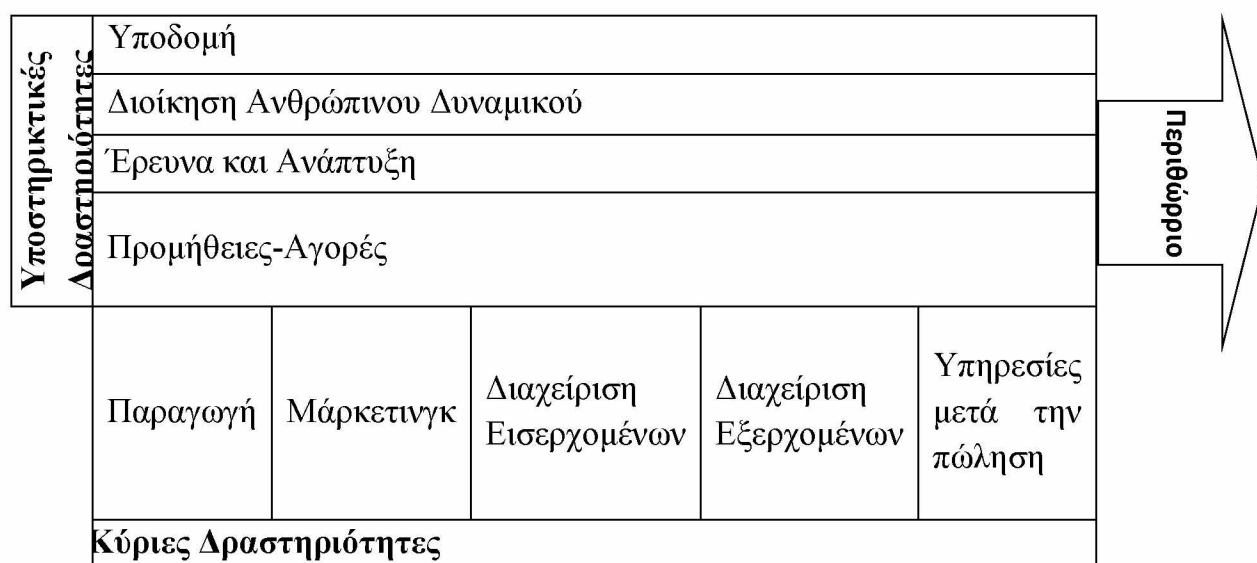 Υποστηρικτικές
Δραστηριότητες
Υποδομή
Διοίκηση Ανθρώπινου Δυναμικού
Έρευνα και Ανάπτυξη
Προμήθειες-Αγορές
Περιθώρριο
Παραγωγή
Μάρκετινγκ
Διαχείριση
Εισερχομένων
Διαχείριση
Εξερχομένων
Υπηρεσίες
μετά την
πώληση
Κύριες Δραστηριότητες